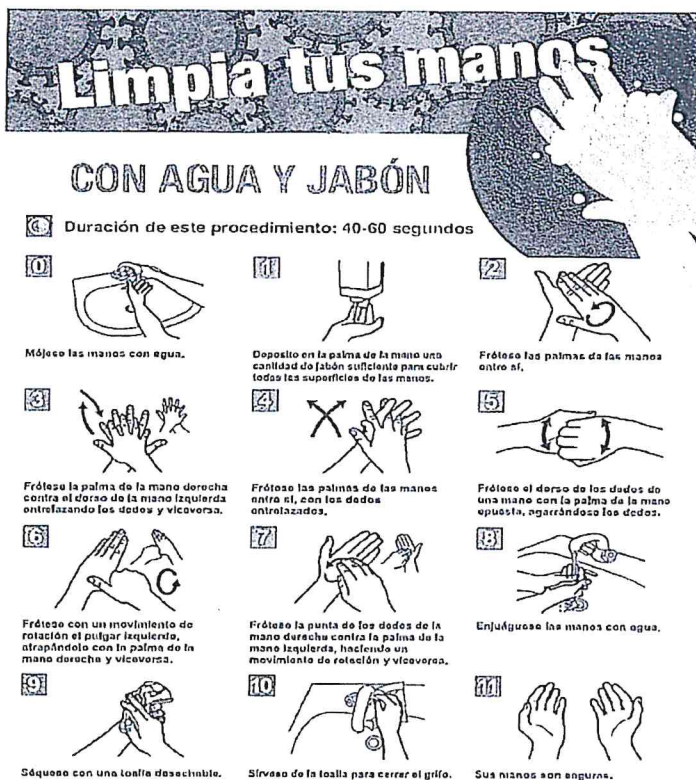 Limpia tus manos
CON AGUA Y JABÓN
Duración de este procedimiento: 40-60 segundos
0
Mójese las manos con agua.
1
Deposite en la palma de la mano una
cantidad de jabón suficiente para cubrir
todas las superficies de las manos.
2
Frótese las palmas de las manos
entre sí.
3
Frótese la palma de la mano derecha
contra el dorso de la mano izquierda
entrelazando los dedos y viceversa.
4
Frótese las palmas de las manos
entre sí, con los dedos
entrelazados.
5
Frótese el dorso de los dedos de
una mano con la palma de la mano
opuesta, agarrándose los dedos.
6
Frótese con un movimiento de
rotación el pulgar izquierdo,
atrapándolo con la palma de la
mano derecha y viceversa.
7
Frótese la punta de los dedos de la
mano derecha contra la palma de la
mano izquierda, haciendo un
movimiento de rotación y viceversa.
8
Enjuáguese las manos con agua.
9
Séquese con una toalla desechable.
10
Sírvase de la toalla para cerrar el grifo.
11
Sus manos son seguras.